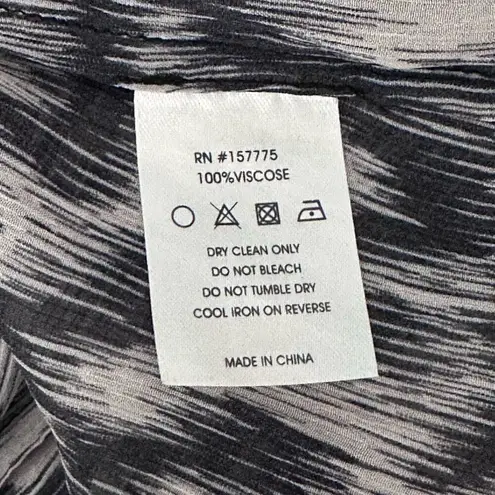 RN #157775
100%VISCOSE
DRY CLEAN ONLY
DO NOT BLEACH
DO NOT TUMBLE DRY
COOL IRON ON REVERSE
MADE IN CHINA